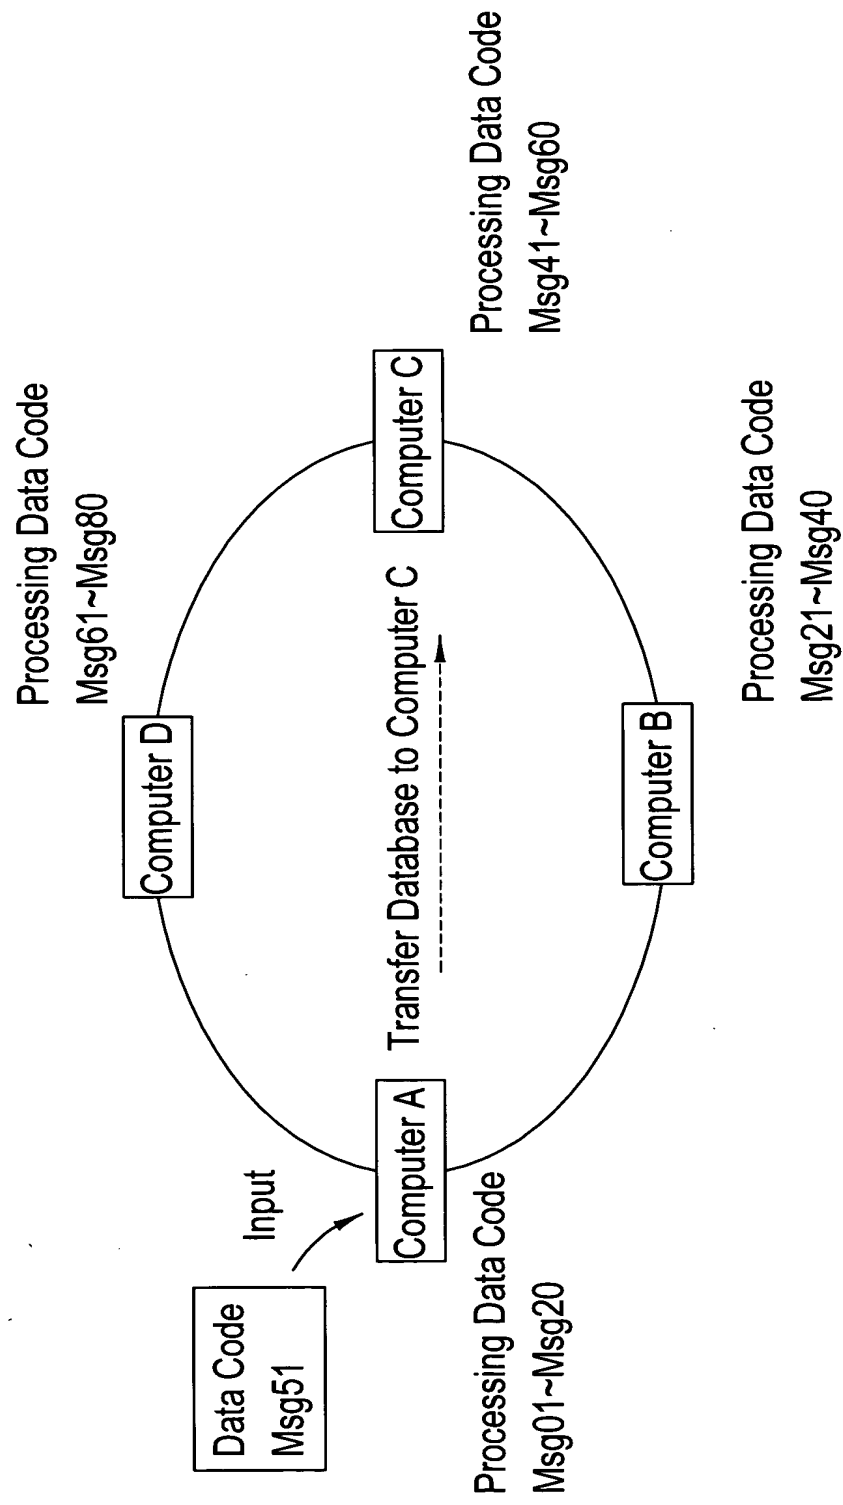 Processing Data Code
Msg61~Msg80
Computer D
Data Code
Msg51
Input
Computer A
Transfer Database to Computer C
Computer C
Processing Data Code
Msg01~Msg20
Processing Data Code
Msg41~Msg60
Computer B
Processing Data Code
Msg21~Msg40